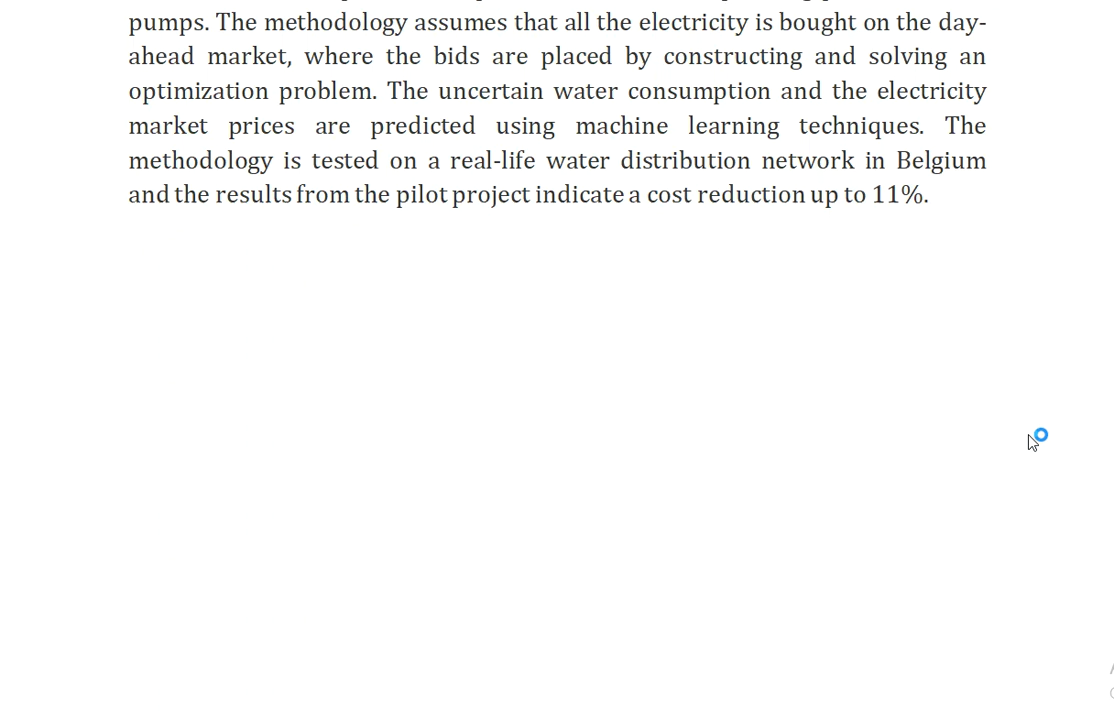 pumps. The methodology assumes that all the electricity is bought on the day-
ahead market, where the bids are placed by constructing and solving an
optimization problem. The uncertain water consumption and the electricity
market prices are predicted using machine learning techniques. The
methodology is tested on a real-life water distribution network in Belgium
and the results from the pilot project indicate a cost reduction up to 11%.